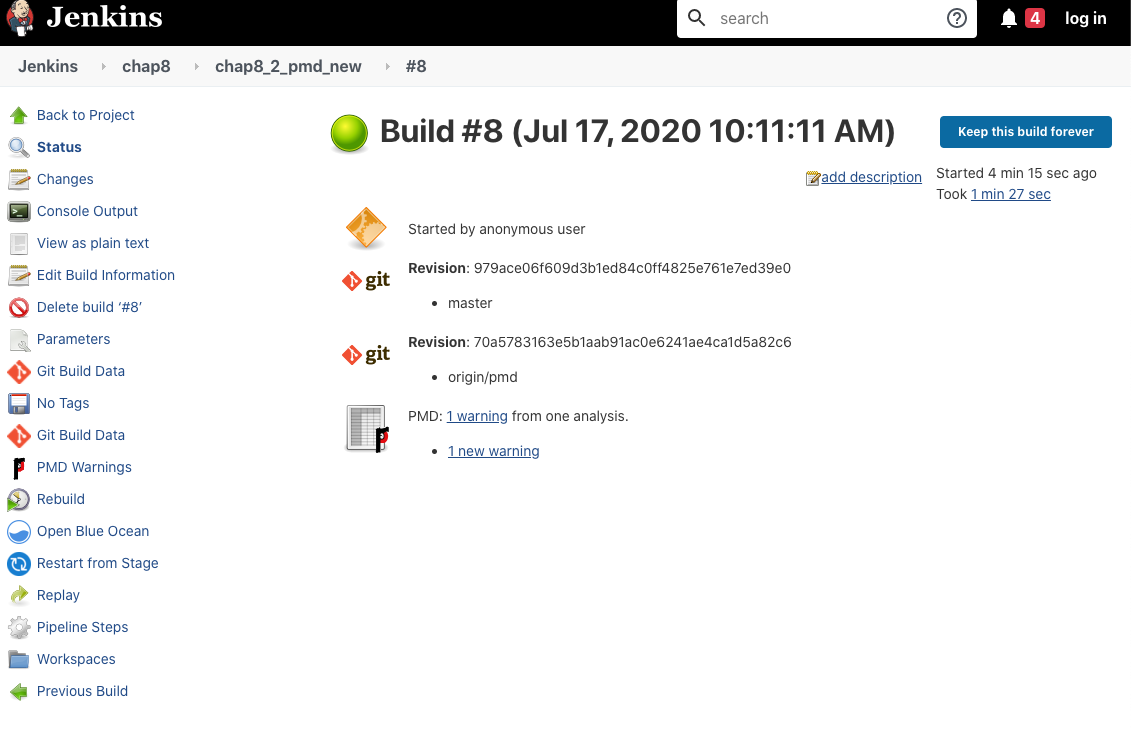 Jenkins
search
4
log in
Jenkins chap8 chap8_2_pmd_new #8
Back to Project
Status
Changes
Console Output
View as plain text
Edit Build Information
Delete build ‘#8’
Parameters
Git Build Data
No Tags
Git Build Data
PMD Warnings
Rebuild
Open Blue Ocean
Restart from Stage
Replay
Pipeline Steps
Workspaces
Previous Build
Build #8 (Jul 17, 2020 10:11:11 AM)
Keep this build forever
add description
Started 4 min 15 sec ago
Took 1 min 27 sec
Started by anonymous user
git
Revision: 979ace06f609d3b1ed84c0ff4825e761e7ed39e0
master
git
Revision: 70a5783163e5b1aab91ac0e6241ae4ca1d5a82c6
origin/pmd
PMD: 1 warning from one analysis.
1 new warning